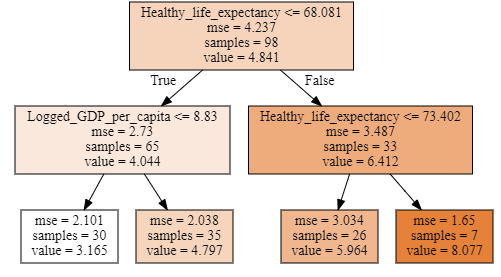 Healthy_life_expectancy <= 68.081
mse = 4.237
samples = 98
value = 4.841
True
False
Logged_GDP_per_capita <= 8.83
mse = 2.73
samples = 65
value = 4.044
Healthy_life_expectancy <= 73.402
mse = 3.487
samples = 33
value = 6.412
mse = 2.101
samples = 30
value = 3.165
mse = 2.038
samples = 35
value = 4.797
mse = 3.034
samples = 26
value = 5.964
mse = 1.65
samples = 7
value = 8.077